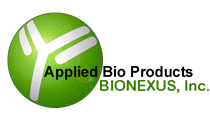 Applied Bio Products
BIONEXUS, Inc.